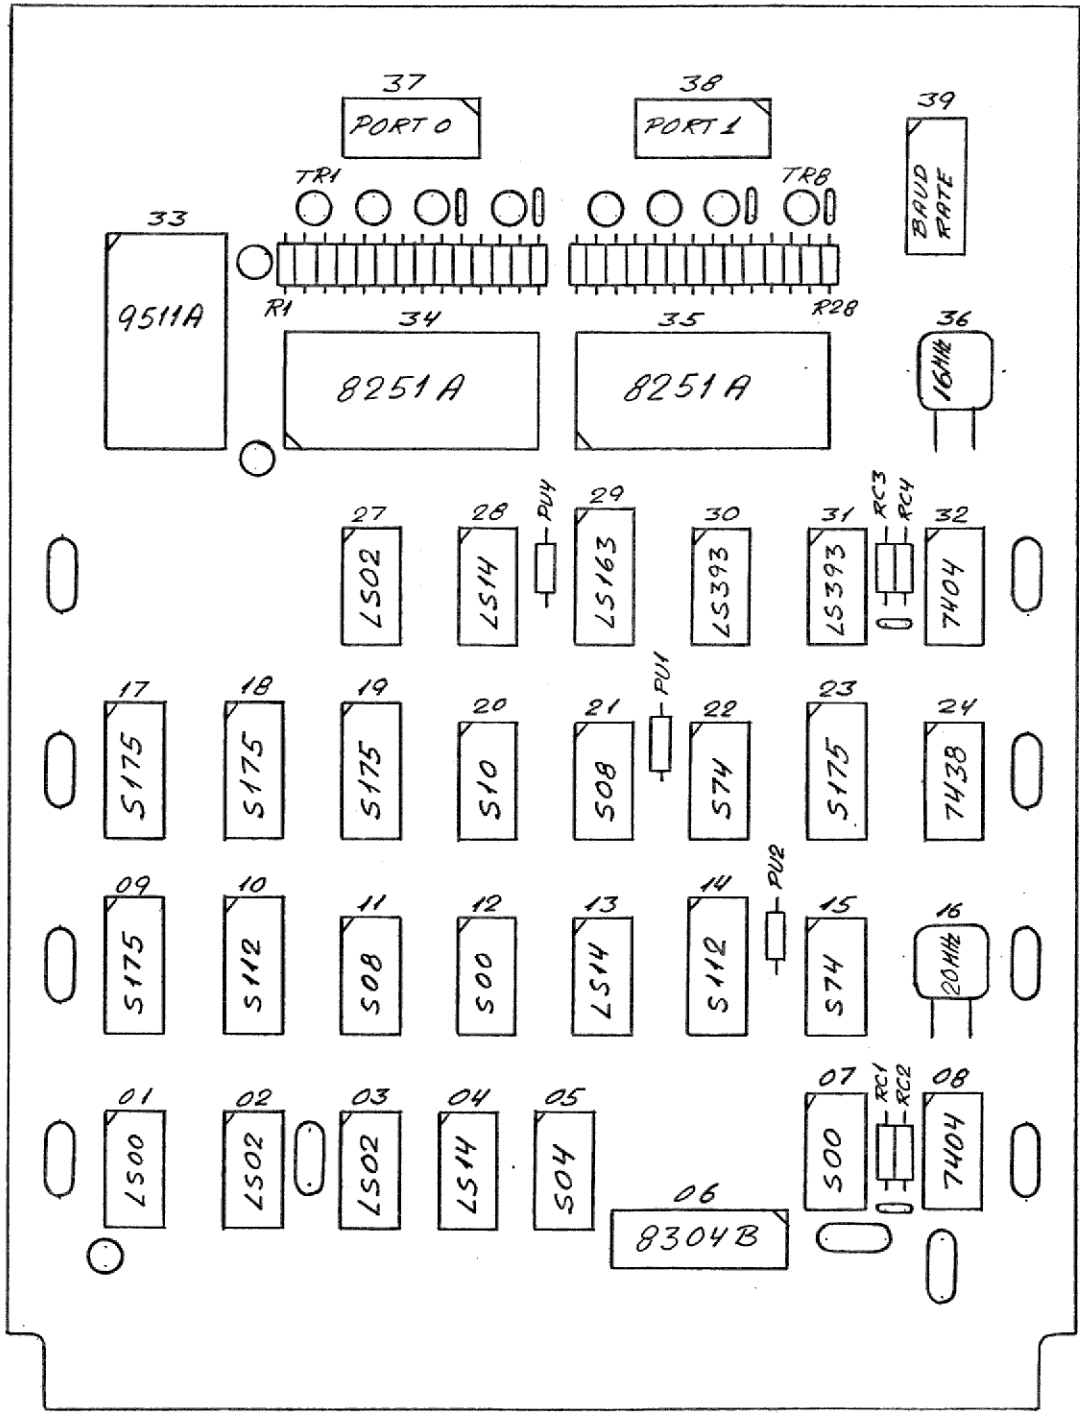 37
38
39
PORT 0
PORT 1
BAUD
RATE
TR1
TR8
33
9511A
R1
R28
34
35
36
8251A
8251A
16MHz
27
28
PU4
29
30
31
RC3
RC4
32
LS02
LS14
LS163
LS393
LS393
7404
17
18
19
20
21
PU1
22
23
24
S175
S175
S175
S10
S08
S74
S175
7438
09
10
11
12
13
14
PU2
15
16
S175
S112
S08
S00
LS14
S112
S74
20MHz
01
02
03
04
05
06
07
RC1
RC2
08
LS00
LS02
LS02
LS14
S04
8304B
S00
7404